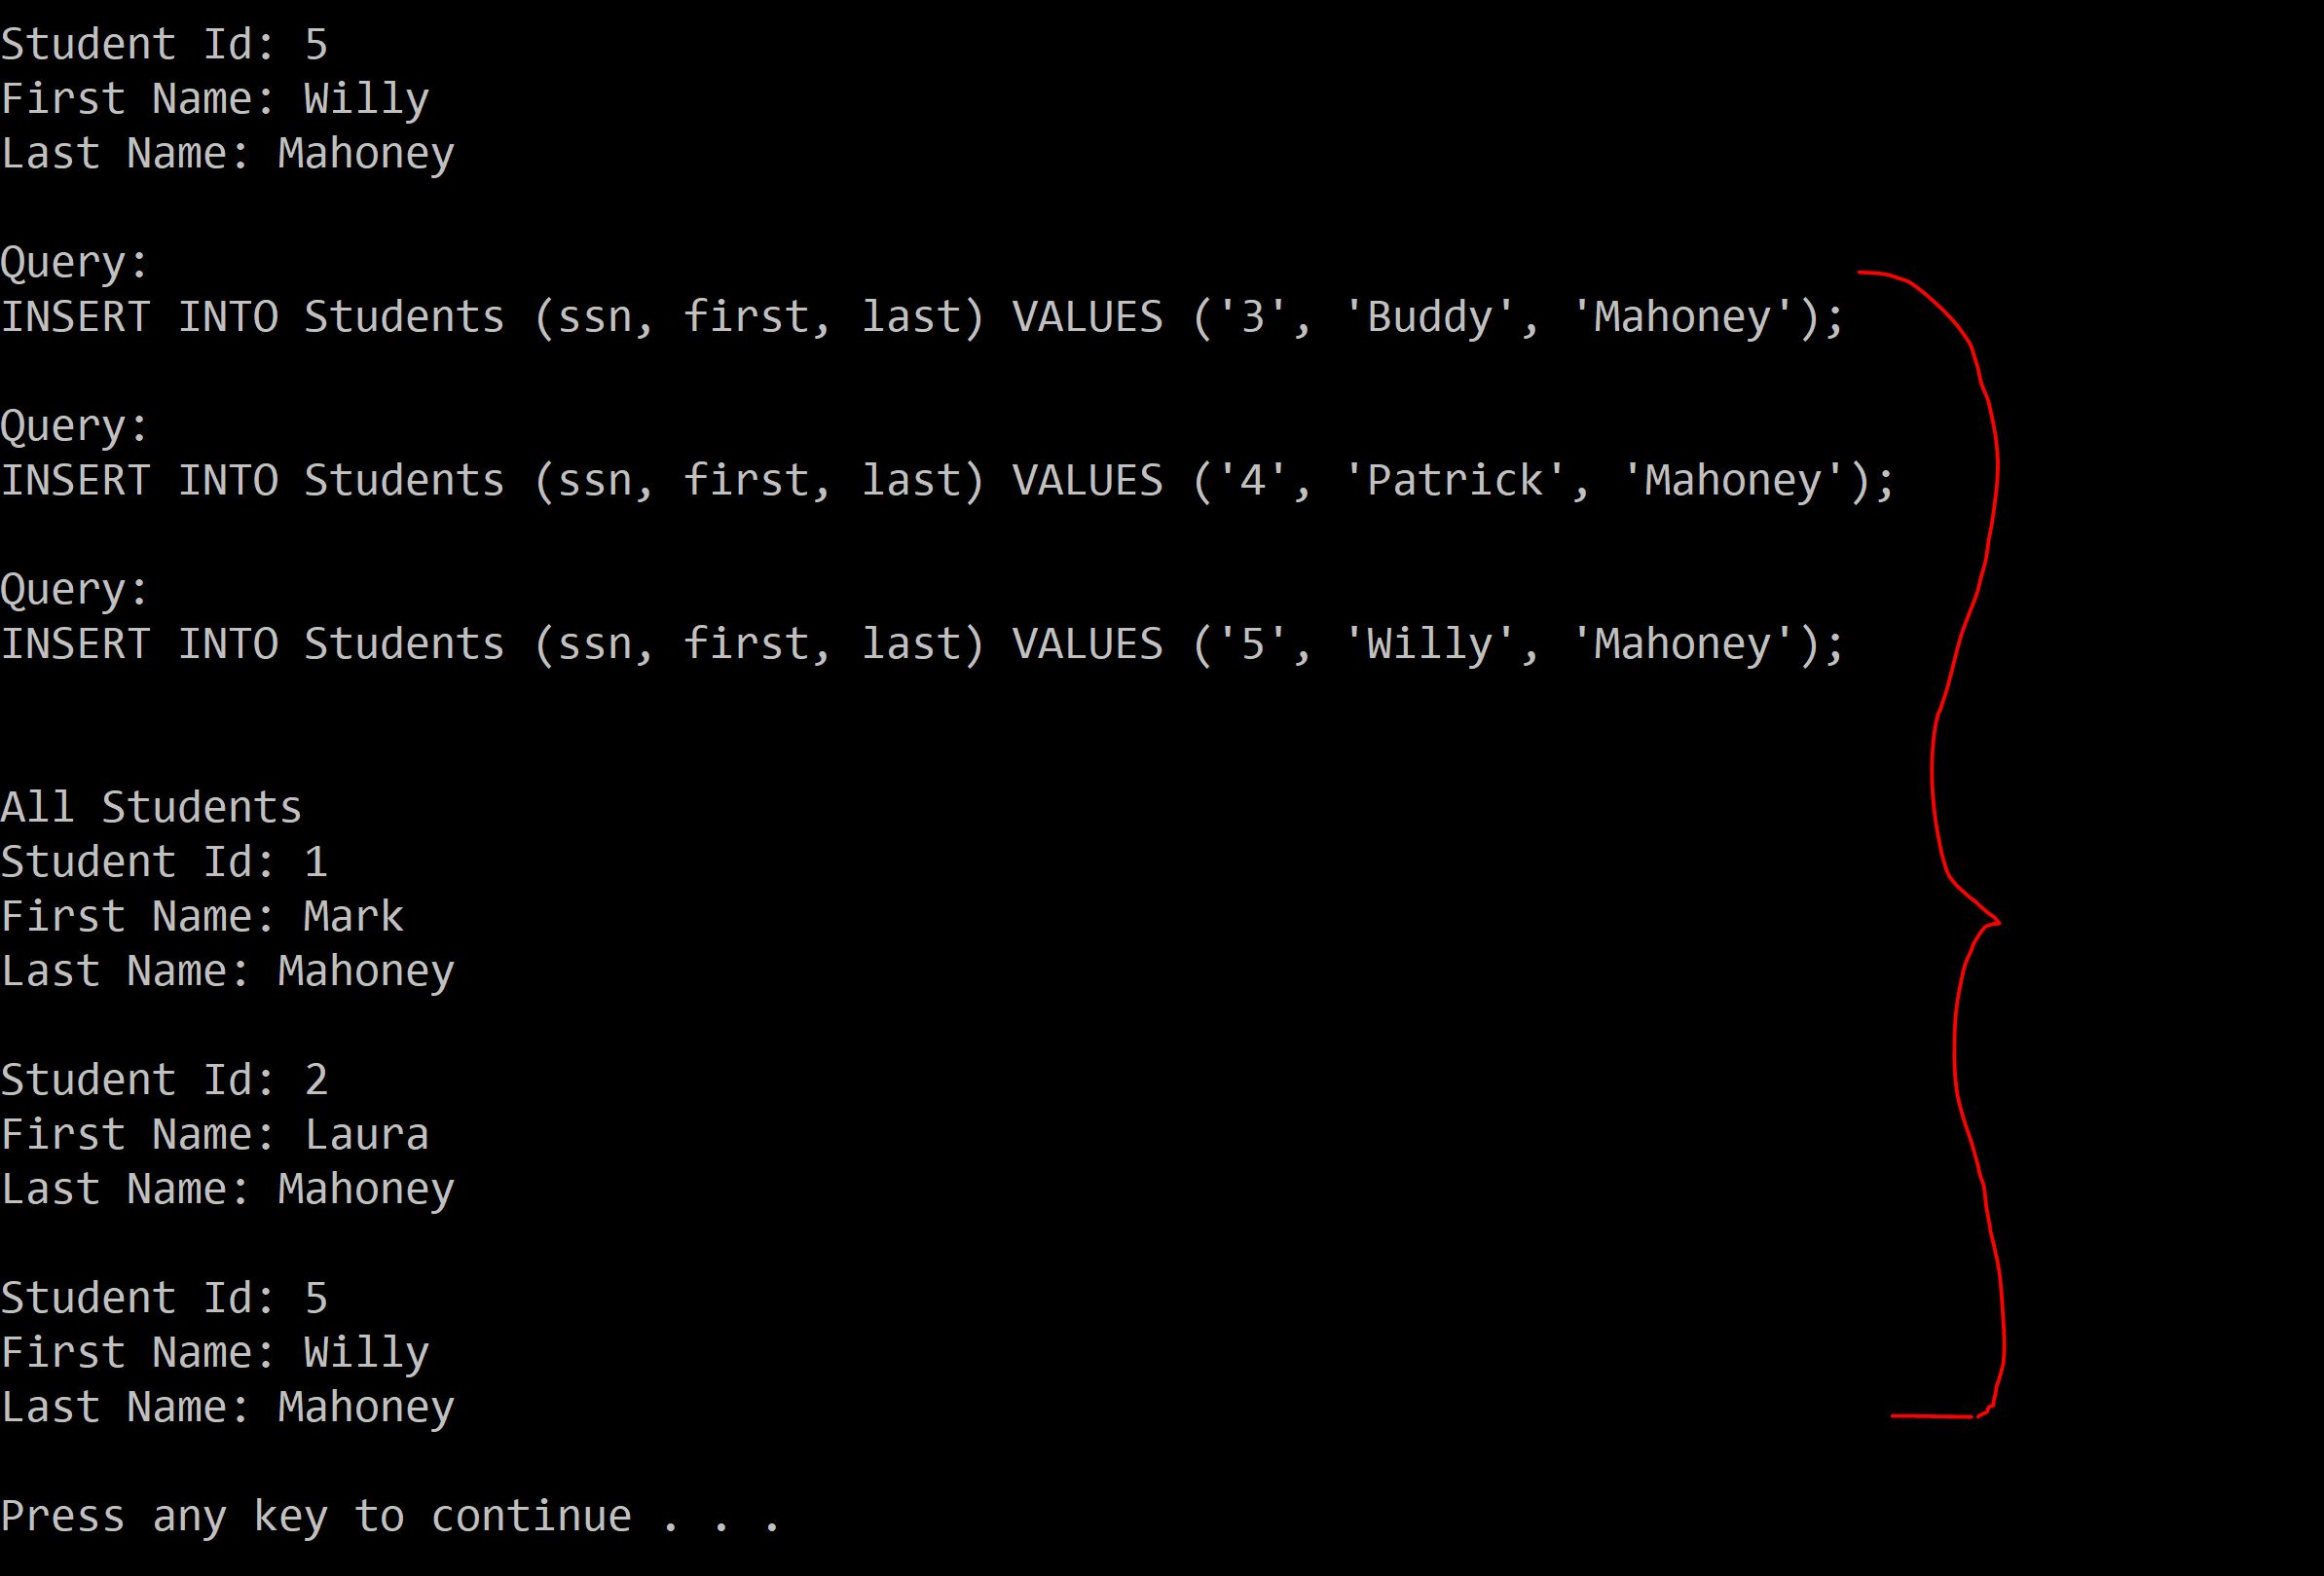 Student Id: 5
First Name: Willy
Last Name: Mahoney
Query:
INSERT INTO Students (ssn, first, last) VALUES ('3', 'Buddy', 'Mahoney');
Query:
INSERT INTO Students (ssn, first, last) VALUES ('4', 'Patrick', 'Mahoney');
Query:
INSERT INTO Students (ssn, first, last) VALUES ('5', 'Willy', 'Mahoney');
All Students
Student Id: 1
First Name: Mark
Last Name: Mahoney
Student Id: 2
First Name: Laura
Last Name: Mahoney
Student Id: 5
First Name: Willy
Last Name: Mahoney
Press any key to continue . . .